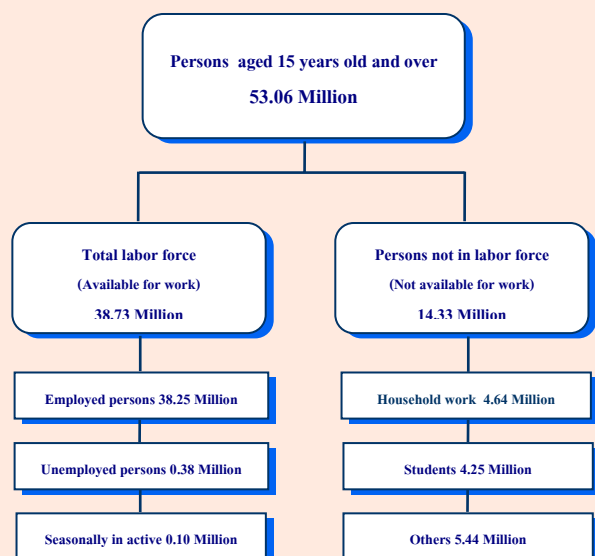 Persons aged 15 years old and over
53.06 Million
Total labor force
(Available for work)
38.73 Million
Persons not in labor force
(Not available for work)
14.33 Million
Employed persons 38.25 Million
Unemployed persons 0.38 Million
Seasonally in active 0.10 Million
Household work 4.64 Million
Students 4.25 Million
Others 5.44 Million